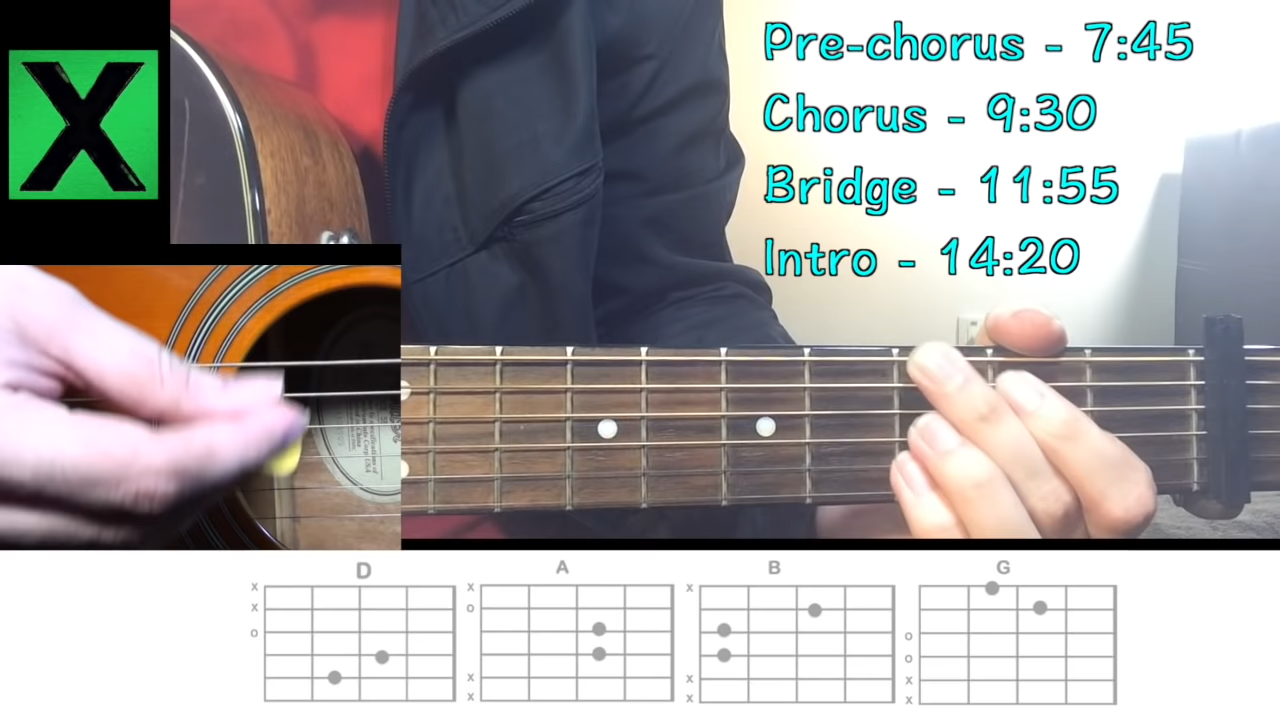 X
Pre-chorus - 7:45
Chorus - 9:30
Bridge - 11:55
Intro - 14:20
D
A
B
G
x
x
o
x
o
x
x
x
x
x
o
o
x
x